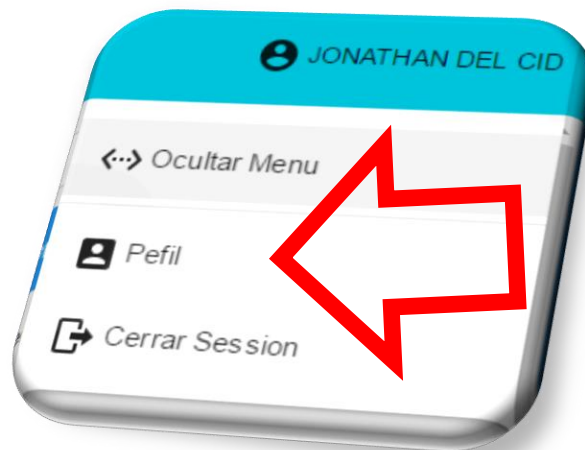 JONATHAN DEL CID
Ocultar Menu
Pefil
Cerrar Session